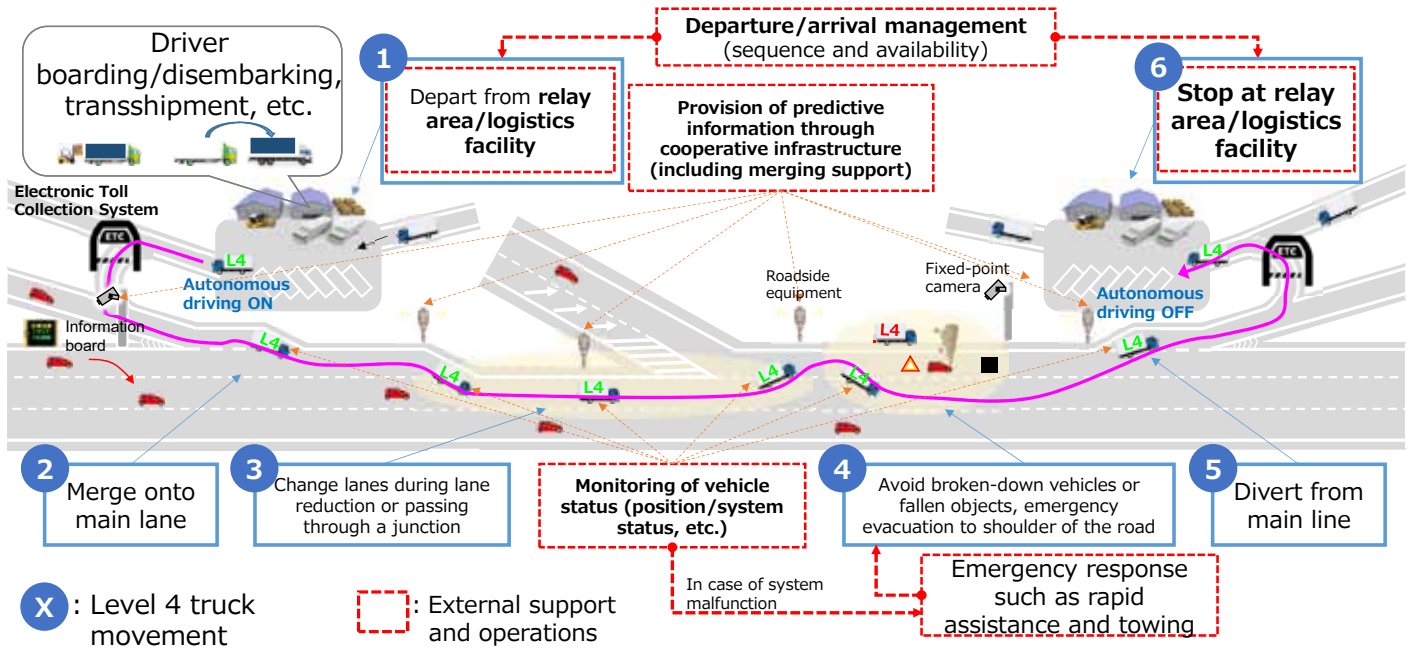 Departure/arrival management
(sequence and availability)
Driver
boarding/disembarking,
transshipment, etc.
1
Depart from relay
area/logistics
facility
Provision of predictive
information through
cooperative infrastructure
(including merging support)
6
Stop at relay
area/logistics
facility
Electronic Toll
Collection System
ETC
L4
Autonomous
driving ON
Information
board
Roadside
equipment
Fixed-point
camera
L4
ETC
Autonomous
driving OFF
L4
L4
L4
L4
L4
L4
L4
2
Merge onto
main lane
3
Change lanes during lane
reduction or passing
through a junction
Monitoring of vehicle
status (position/system
status, etc.)
4
Avoid broken-down vehicles or
fallen objects, emergency
evacuation to shoulder of the road
5
Divert from
main line
In case of system
malfunction
Emergency response
such as rapid
assistance and towing
X : Level 4 truck
movement
: External support
and operations